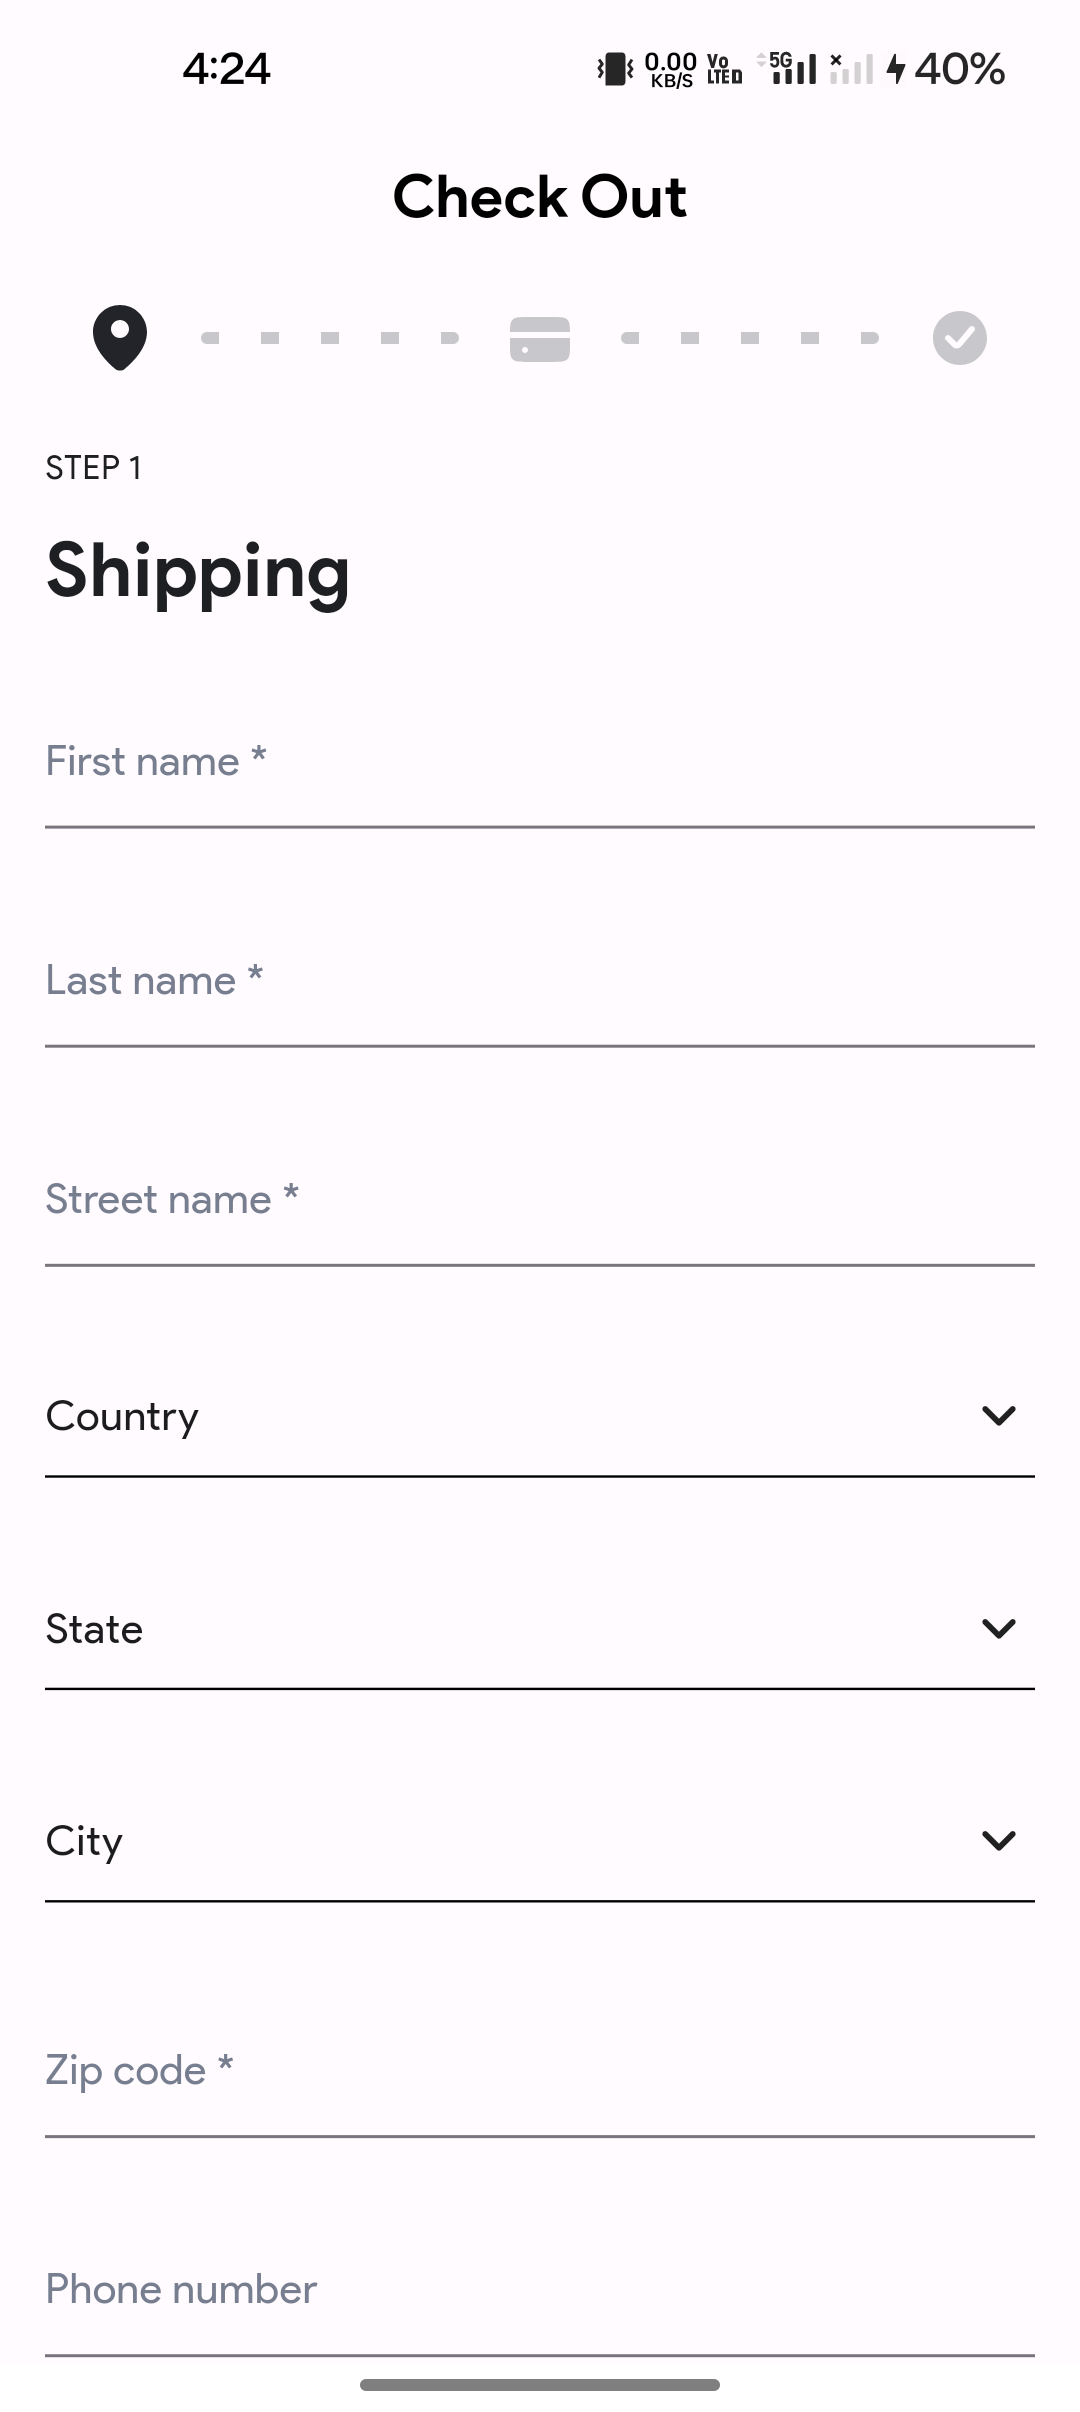 4:24
0.00
KB/S
Vo
LTE
5G
40%
Check Out
STEP 1
Shipping
First name *
Last name *
Street name *
Country
State
City
Zip code *
Phone number